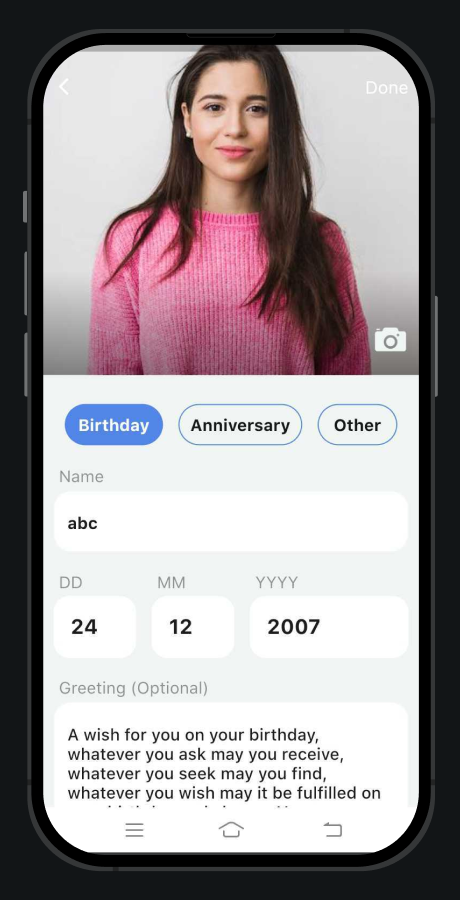 Done
Birthday
Anniversary
Other
Name
abc
DD
MM
YYYY
24
12
2007
Greeting (Optional)
A wish for you on your birthday,
whatever you ask may you receive,
whatever you seek may you find,
whatever you wish may it be fulfilled on